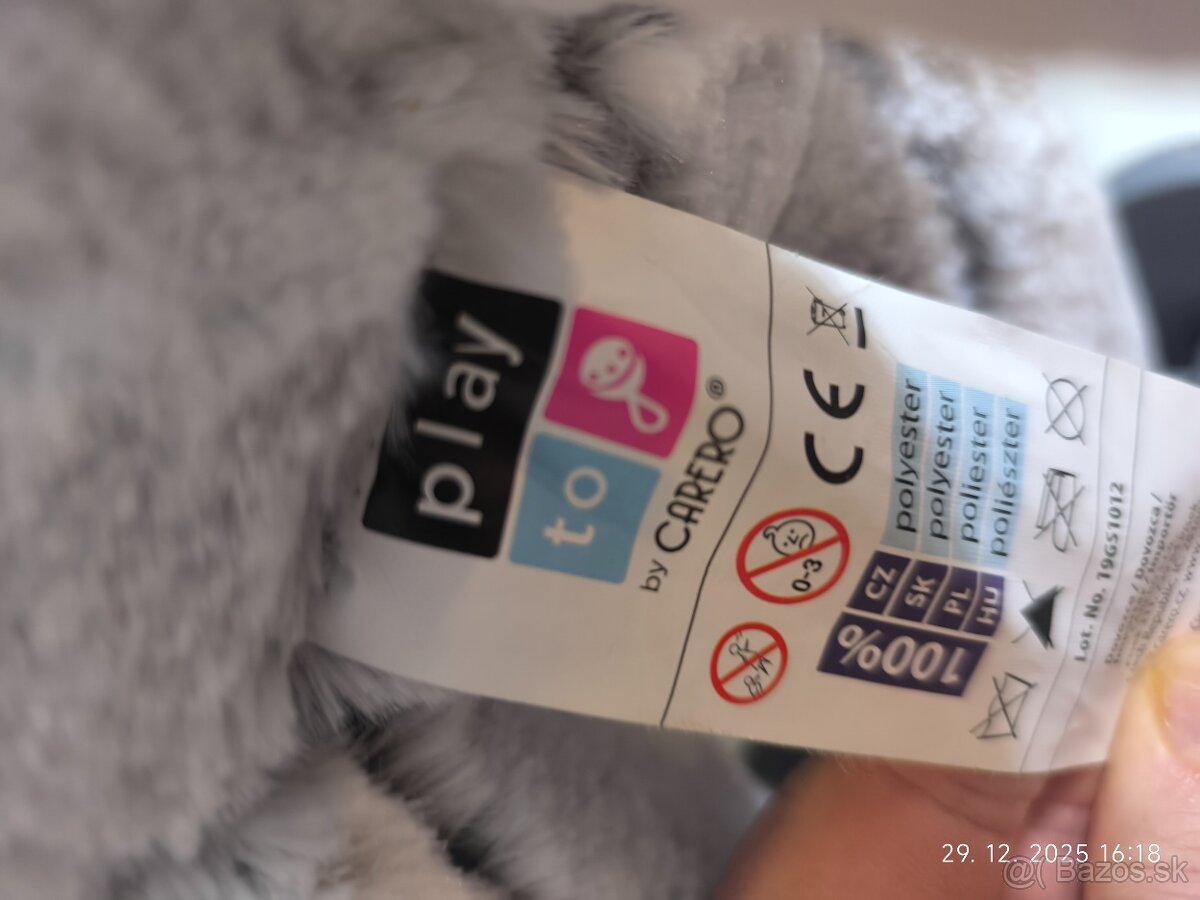 play
to
by CARERO®
CE
0-3
100%
CZ polyester
SK polyester
PL poliester
HU poliészter
Lot. No. 19GS1012
Dovozca /
29. 12. 2025 16:18
@( Bazos.sk